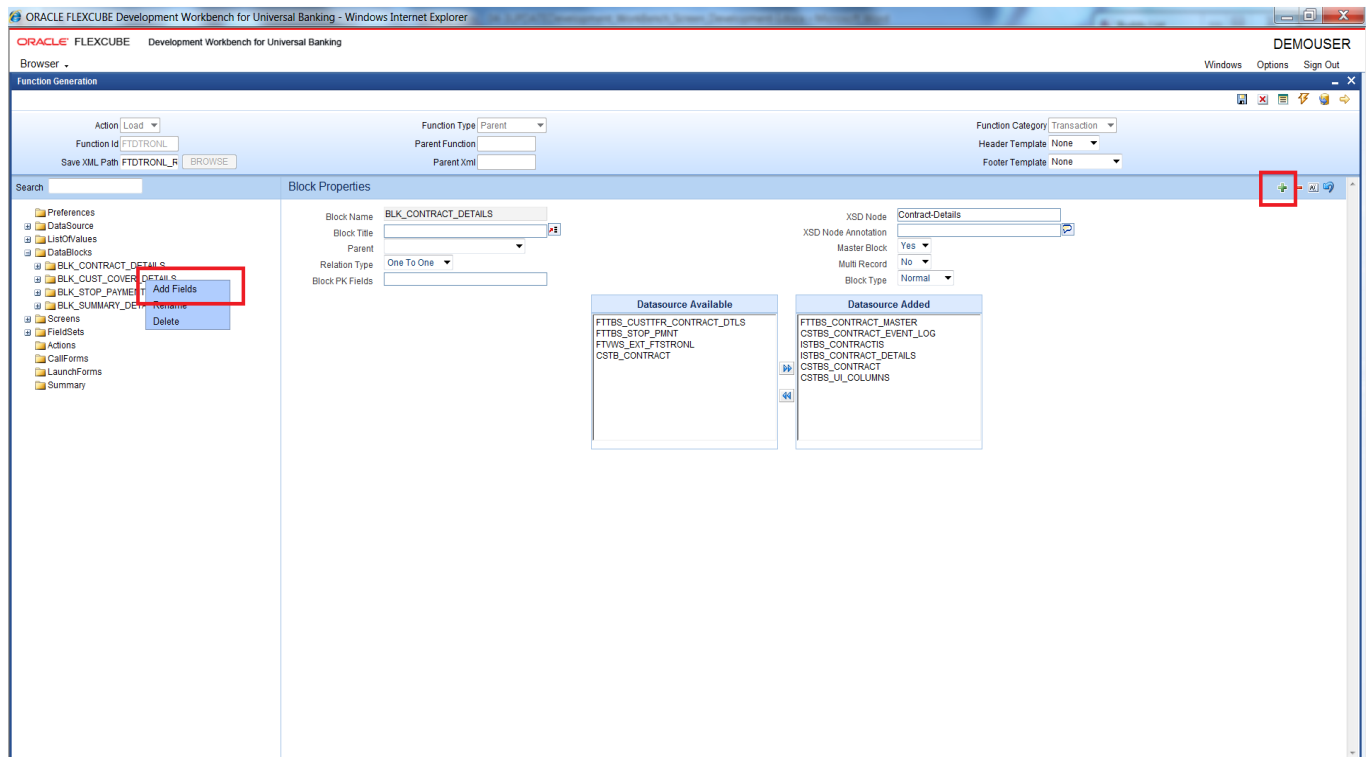 ORACLE FLEXCUBE Development Workbench for Universal Banking - Windows Internet Explorer
ORACLE FLEXCUBE Development Workbench for Universal Banking
DEMOUSER
Browser
Windows Options Sign Out
Function Generation
Action Load Function Type Parent Function Category Transaction
Function Id FTDTRONL Parent Function Header Template None
Save XML Path FTDTRONL_R BROWSE Parent Xml Footer Template None
Search Block Properties
Preferences
DataSource
ListOfValues
DataBlocks
BLK_CONTRACT_DETAILS
BLK_CUST_COVER_DETAILS
BLK_STOP_PAYMENT
BLK_SUMMARY_DETA
Screens
FieldSets
Actions
CallForms
LaunchForms
Summary
Add Fields
Rename
Delete
Block Name BLK_CONTRACT_DETAILS
Block Title
Parent
Relation Type One To One
Block PK Fields
XSD Node Contract-Details
XSD Node Annotation
Master Block Yes
Multi Record No
Block Type Normal
Datasource Available
FTTBS_CUSTTFR_CONTRACT_DTLS
FTTBS_STOP_PMNT
FTVWS_EXT_FTSTRONL
CSTB_CONTRACT
Datasource Added
FTTBS_CONTRACT_MASTER
CSTBS_CONTRACT_EVENT_LOG
ISTBS_CONTRACTIS
ISTBS_CONTRACT_DETAILS
CSTBS_CONTRACT
CSTBS_UI_COLUMNS